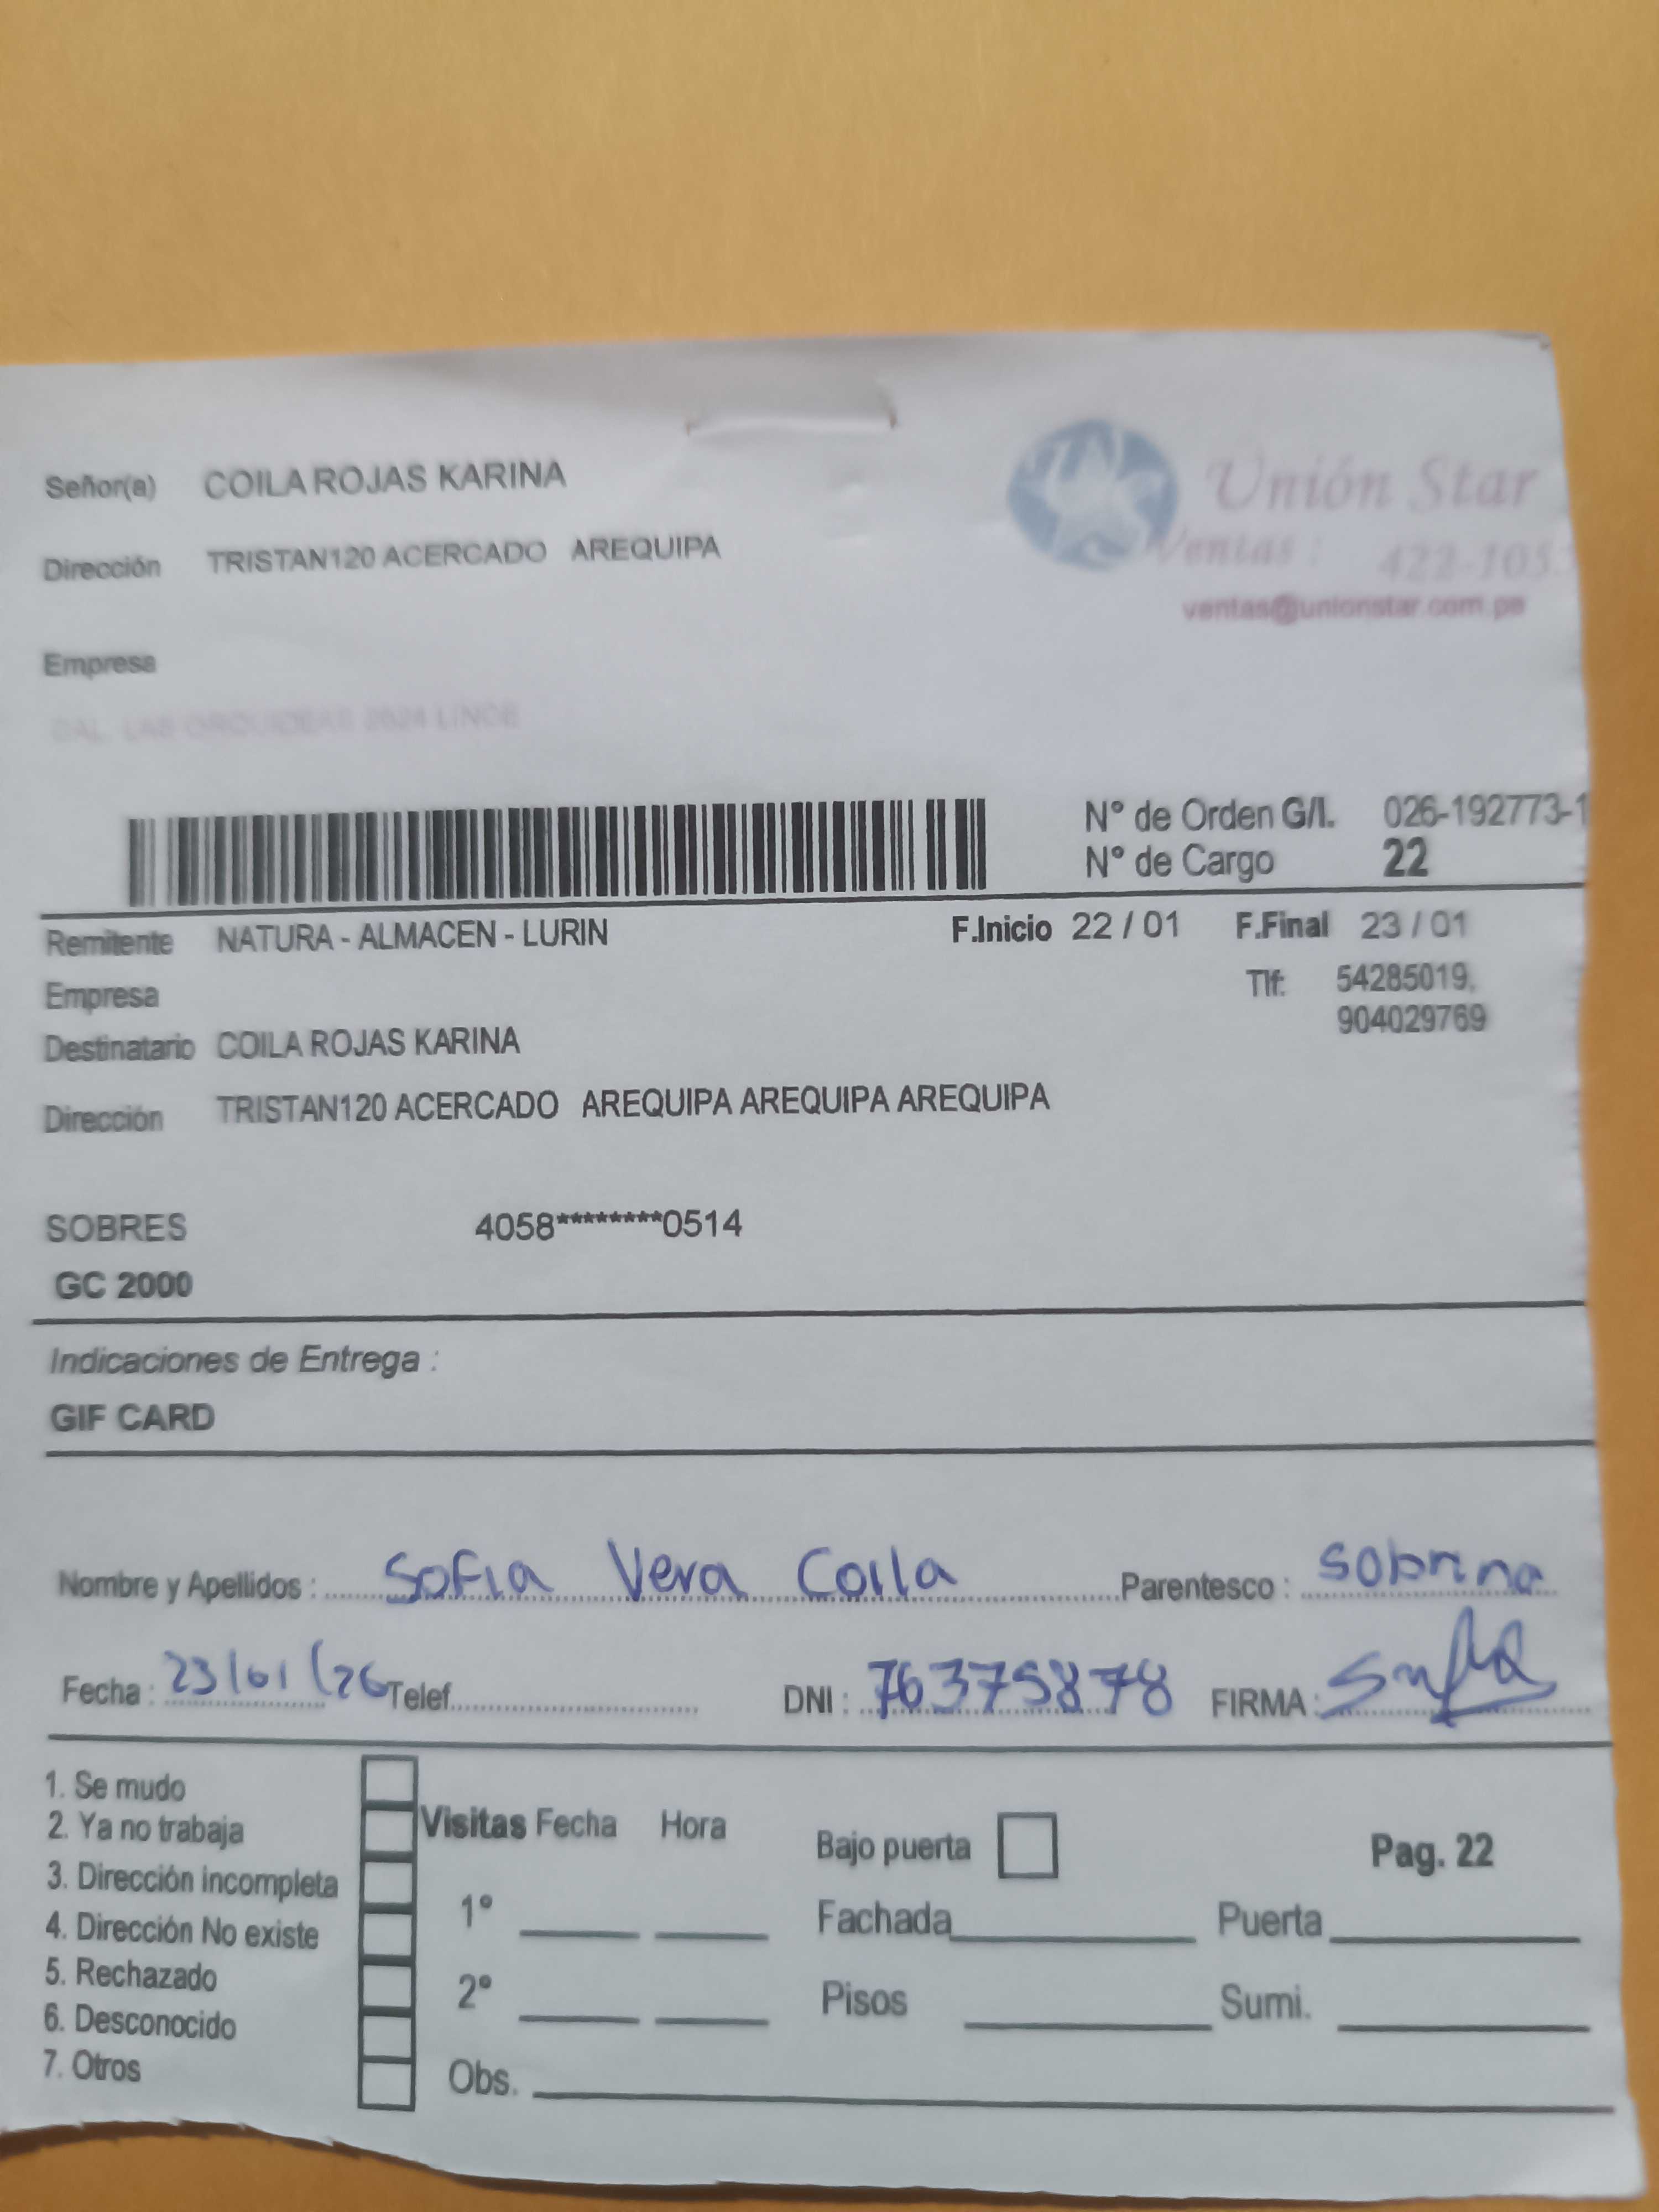 Señor(a) COILA ROJAS KARINA
Unión Star
Dirección TRISTAN120 ACERCADO AREQUIPA
Ventas : 422-105
ventas@unionstar.com.pe
Empresa
CAL. LAS ORQUIDEAS 2624 LINCE
N° de Orden G/I. 026-192773-1
N° de Cargo 22
Remitente NATURA - ALMACEN - LURIN F.Inicio 22 / 01 F.Final 23 / 01
Empresa Tlf: 54285019,
904029769
Destinatario COILA ROJAS KARINA
Dirección TRISTAN120 ACERCADO AREQUIPA AREQUIPA AREQUIPA
SOBRES 4058********0514
GC 2000
Indicaciones de Entrega :
GIF CARD
Nombre y Apellidos : Sofia Vera Coila Parentesco : Sobrina
Fecha : 23/01/26 Telef. DNI : 76375878 FIRMA :
1. Se mudo
2. Ya no trabaja
3. Dirección incompleta
4. Dirección No existe
5. Rechazado
6. Desconocido
7. Otros
Visitas Fecha Hora
1°
2°
Obs.
Bajo puerta Pag. 22
Fachada Puerta
Pisos Sumi.